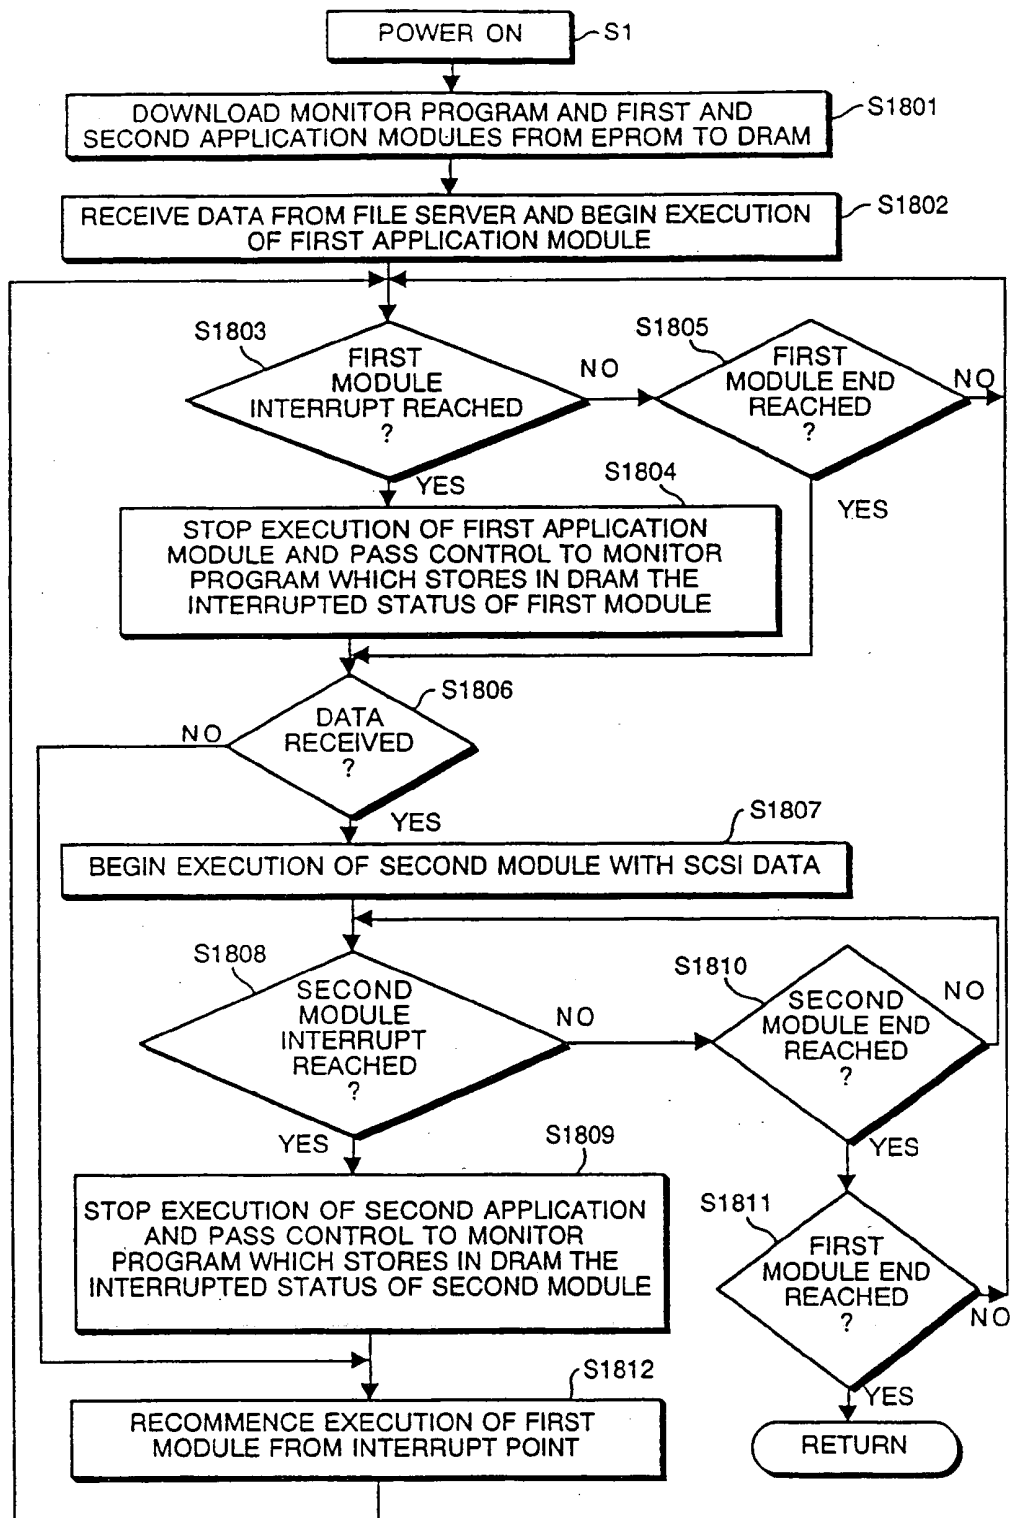 POWER ON
S1
DOWNLOAD MONITOR PROGRAM AND FIRST AND
SECOND APPLICATION MODULES FROM EPROM TO DRAM
S1801
RECEIVE DATA FROM FILE SERVER AND BEGIN EXECUTION
OF FIRST APPLICATION MODULE
S1802
S1803
FIRST
MODULE
INTERRUPT REACHED
?
NO
S1805
FIRST
MODULE END
REACHED
?
NO
YES
S1804
YES
STOP EXECUTION OF FIRST APPLICATION
MODULE AND PASS CONTROL TO MONITOR
PROGRAM WHICH STORES IN DRAM THE
INTERRUPTED STATUS OF FIRST MODULE
S1806
DATA
RECEIVED
?
NO
YES
S1807
BEGIN EXECUTION OF SECOND MODULE WITH SCSI DATA
S1808
SECOND
MODULE
INTERRUPT
REACHED
?
NO
S1810
SECOND
MODULE END
REACHED
?
NO
YES
YES
S1809
STOP EXECUTION OF SECOND APPLICATION
AND PASS CONTROL TO MONITOR
PROGRAM WHICH STORES IN DRAM THE
INTERRUPTED STATUS OF SECOND MODULE
S1811
FIRST
MODULE END
REACHED
?
NO
YES
S1812
RECOMMENCE EXECUTION OF FIRST
MODULE FROM INTERRUPT POINT
RETURN